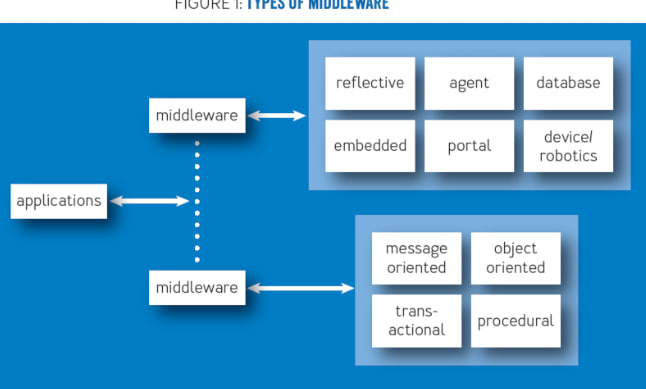 FIGURE 1: TYPES OF MIDDLEWARE
reflective
agent
database
middleware
embedded
portal
device/
robotics
applications
message
oriented
object
oriented
middleware
trans-
actional
procedural